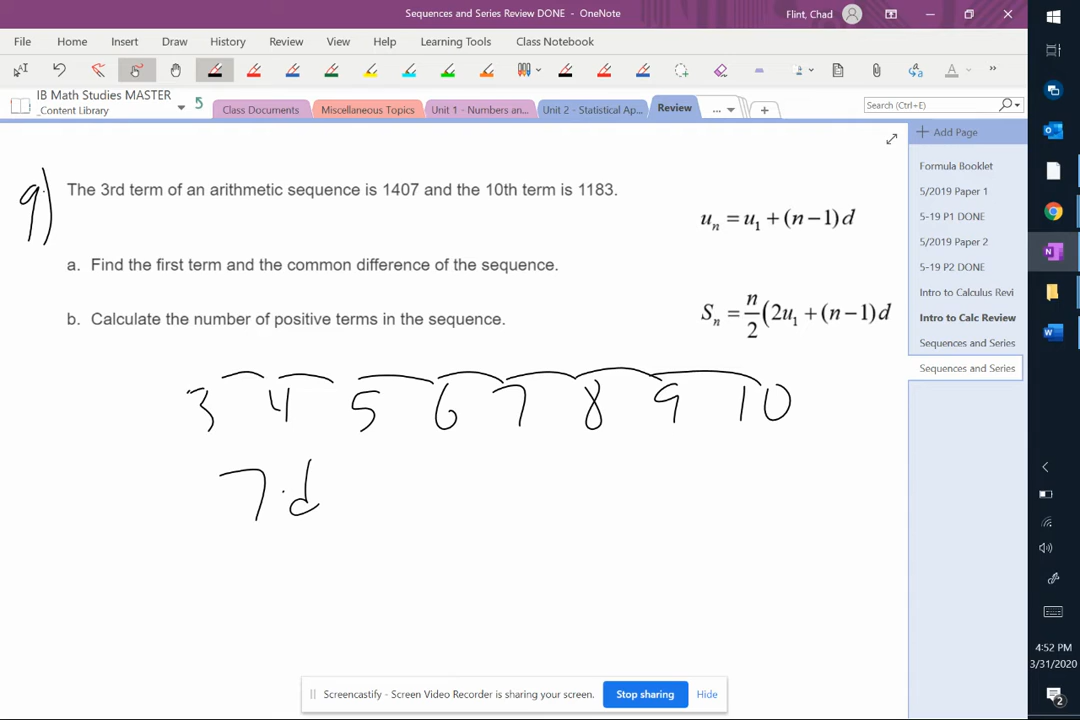 Sequences and Series Review DONE - OneNote
Flint, Chad
File Home Insert Draw History Review View Help Learning Tools Class Notebook
IB Math Studies MASTER
_Content Library
Class Documents
Miscellaneous Topics
Unit 1 - Numbers an...
Unit 2 - Statistical Ap...
Review
...
Search (Ctrl+E)
Add Page
Formula Booklet
5/2019 Paper 1
5-19 P1 DONE
5/2019 Paper 2
5-19 P2 DONE
Intro to Calculus Revi
Intro to Calc Review
Sequences and Series
Sequences and Series
9)
The 3rd term of an arithmetic sequence is 1407 and the 10th term is 1183.
uₙ = u₁ + (n−1)d
a. Find the first term and the common difference of the sequence.
Sₙ = n/2 (2u₁ + (n−1)d
b. Calculate the number of positive terms in the sequence.
3 4 5 6 7 8 9 10
7·d
Screencastify - Screen Video Recorder is sharing your screen.
Stop sharing
Hide
4:52 PM
3/31/2020
2